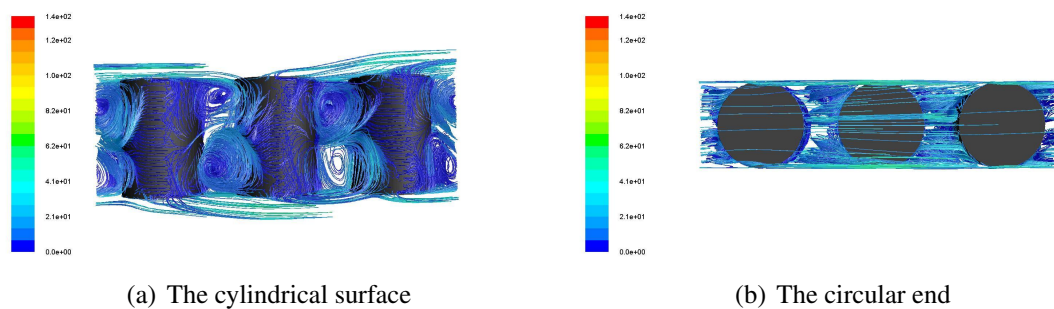 1.4e+02
1.2e+02
1.0e+02
8.2e+01
6.2e+01
4.1e+01
2.1e+01
0.0e+00
1.4e+02
1.2e+02
1.0e+02
8.2e+01
6.2e+01
4.1e+01
2.1e+01
0.0e+00
(a) The cylindrical surface
(b) The circular end